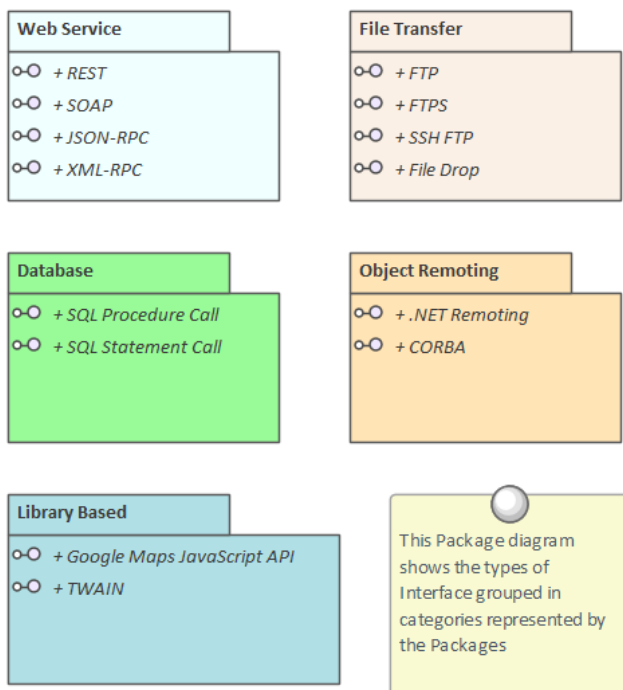 Web Service
+ REST
+ SOAP
+ JSON-RPC
+ XML-RPC
File Transfer
+ FTP
+ FTPS
+ SSH FTP
+ File Drop
Database
+ SQL Procedure Call
+ SQL Statement Call
Object Remoting
+ .NET Remoting
+ CORBA
Library Based
+ Google Maps JavaScript API
+ TWAIN
This Package diagram
shows the types of
Interface grouped in
categories represented by
the Packages